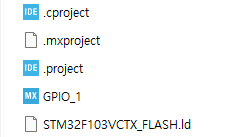 IDE .cproject
.mxproject
IDE .project
MX GPIO_1
STM32F103VCTX_FLASH.ld